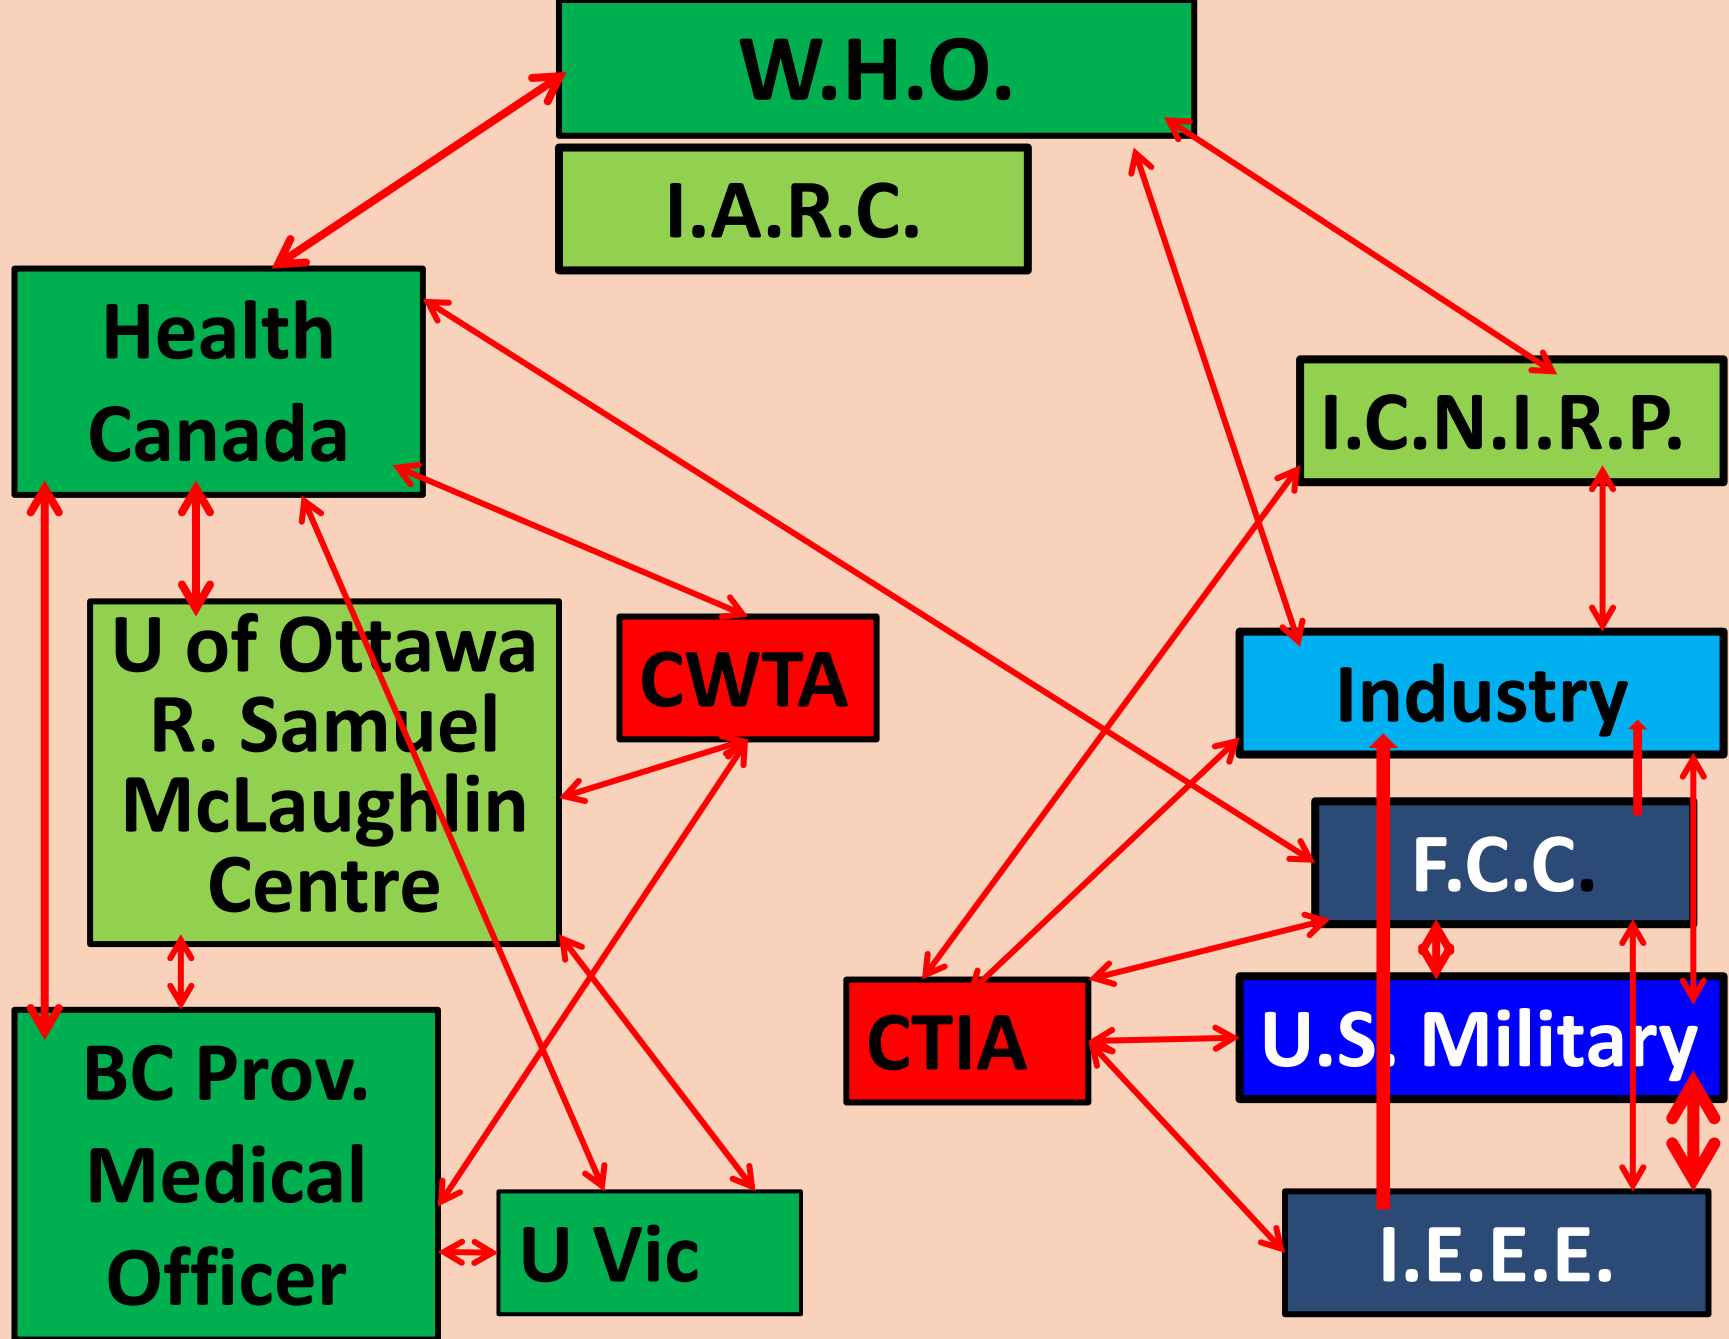 W.H.O.
I.A.R.C.
Health
Canada
I.C.N.I.R.P.
U of Ottawa
R. Samuel
McLaughlin
Centre
CWTA
Industry
F.C.C.
CTIA
U.S. Military
BC Prov.
Medical
Officer
U Vic
I.E.E.E.